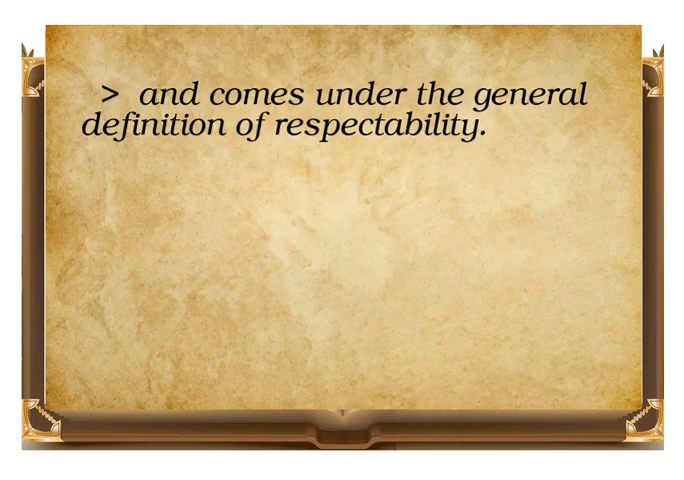 > and comes under the general
definition of respectability.